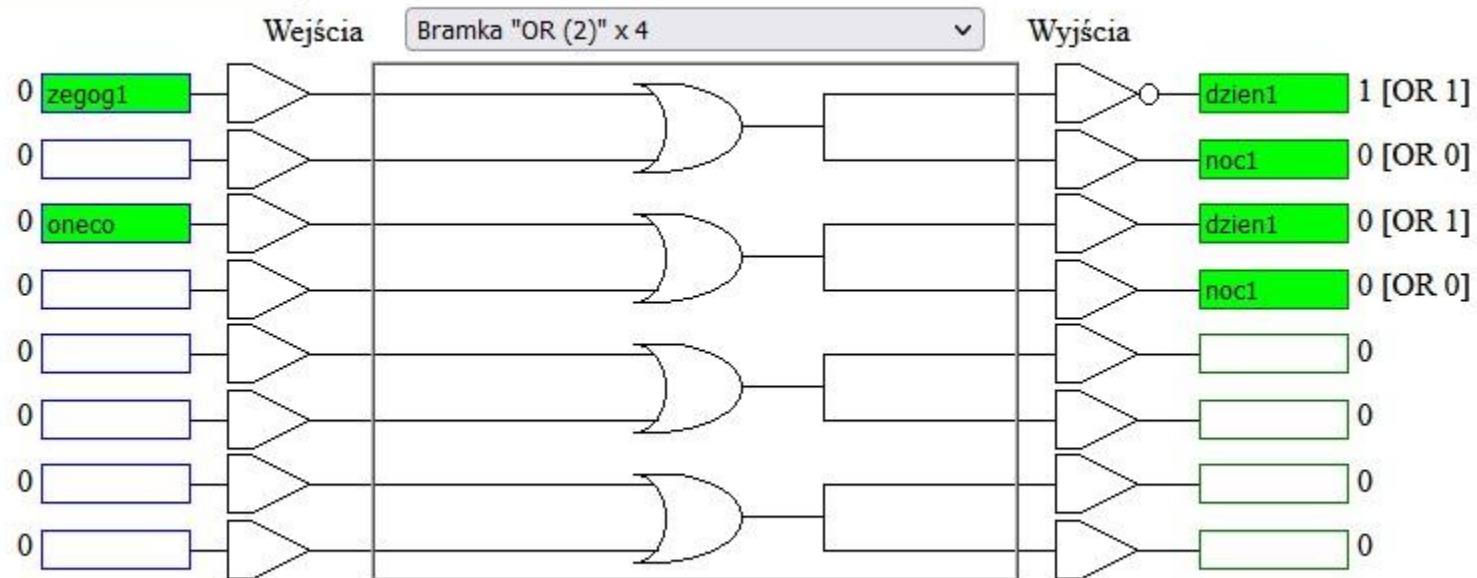 Wejścia Bramka "OR (2)" x 4 Wyjścia
0 zegog1 dzien1 1 [OR 1]
0 noc1 0 [OR 0]
0 oneco dzien1 0 [OR 1]
0 noc1 0 [OR 0]
0 0
0 0
0 0
0 0